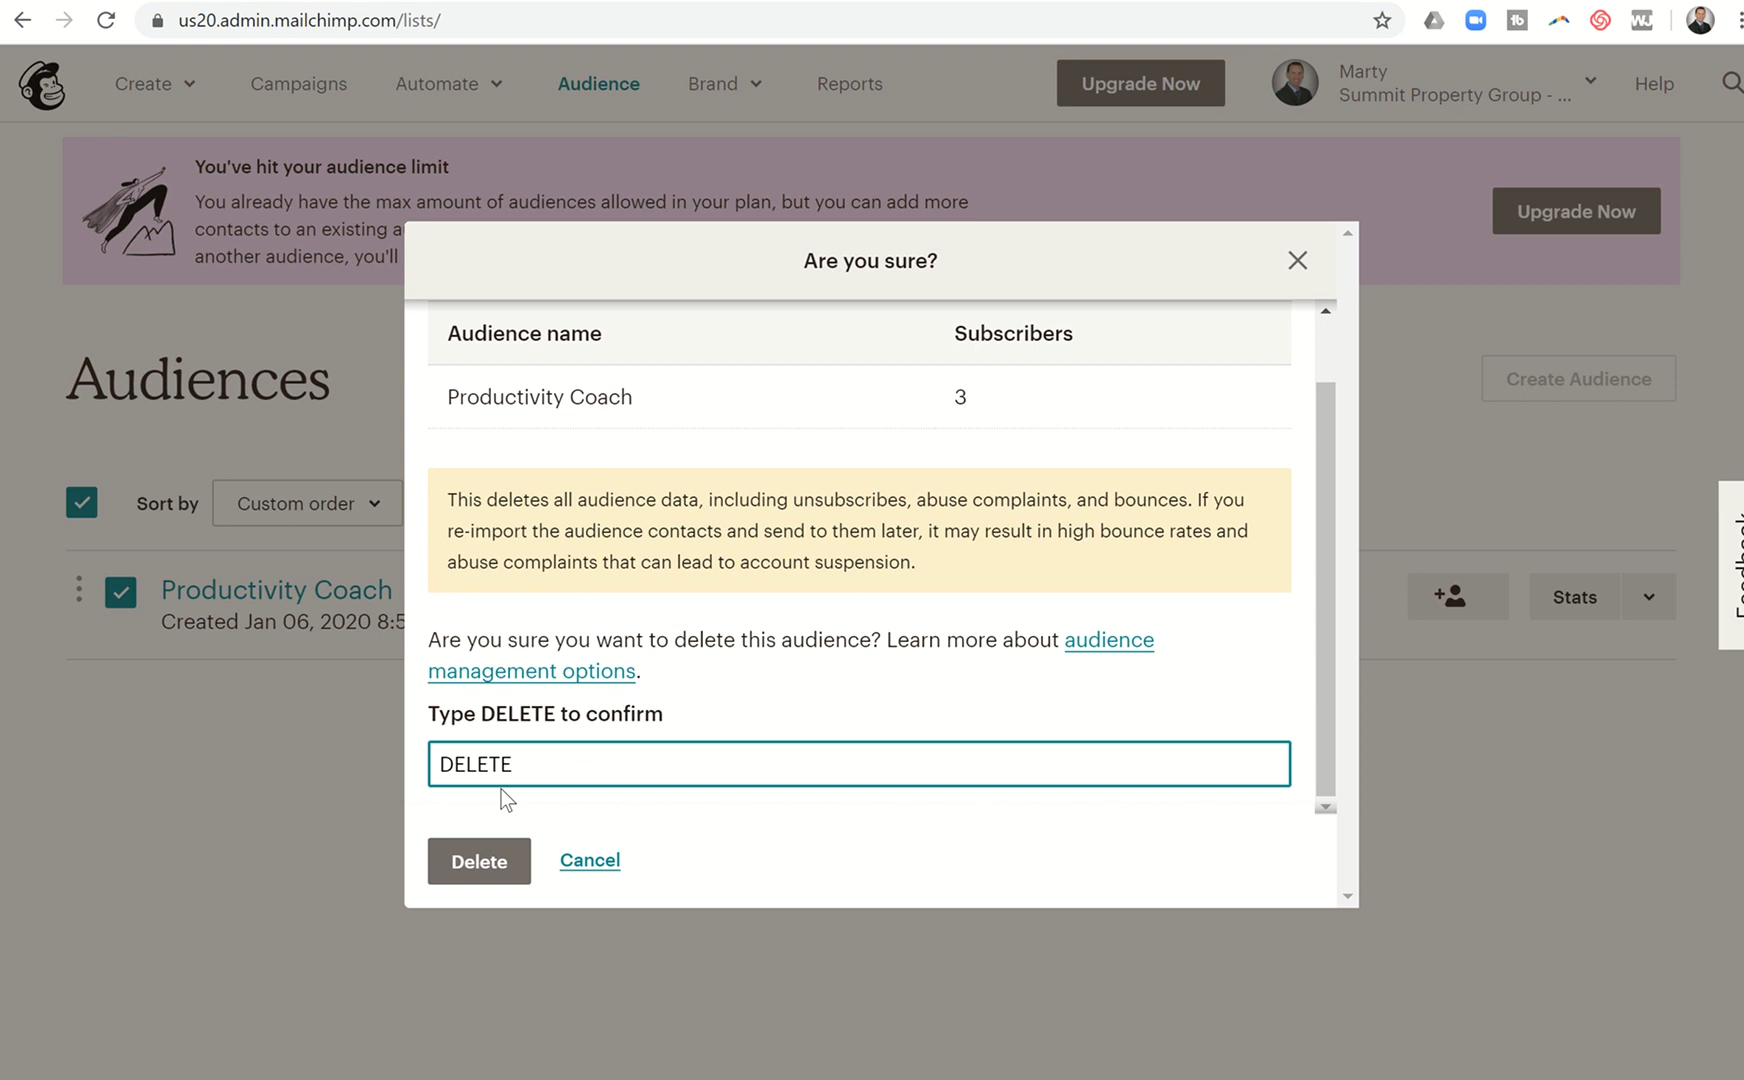 us20.admin.mailchimp.com/lists/
Create
Campaigns
Automate
Audience
Brand
Reports
Upgrade Now
Marty
Summit Property Group - ...
Help
You've hit your audience limit
You already have the max amount of audiences allowed in your plan, but you can add more
contacts to an existing a
another audience, you'll
Upgrade Now
Are you sure?
Audience name Subscribers
Productivity Coach 3
Audiences
Create Audience
Sort by Custom order
This deletes all audience data, including unsubscribes, abuse complaints, and bounces. If you
re-import the audience contacts and send to them later, it may result in high bounce rates and
abuse complaints that can lead to account suspension.
Productivity Coach
Created Jan 06, 2020 8:5
Stats
Feedback
Are you sure you want to delete this audience? Learn more about audience
management options.
Type DELETE to confirm
DELETE
Delete Cancel